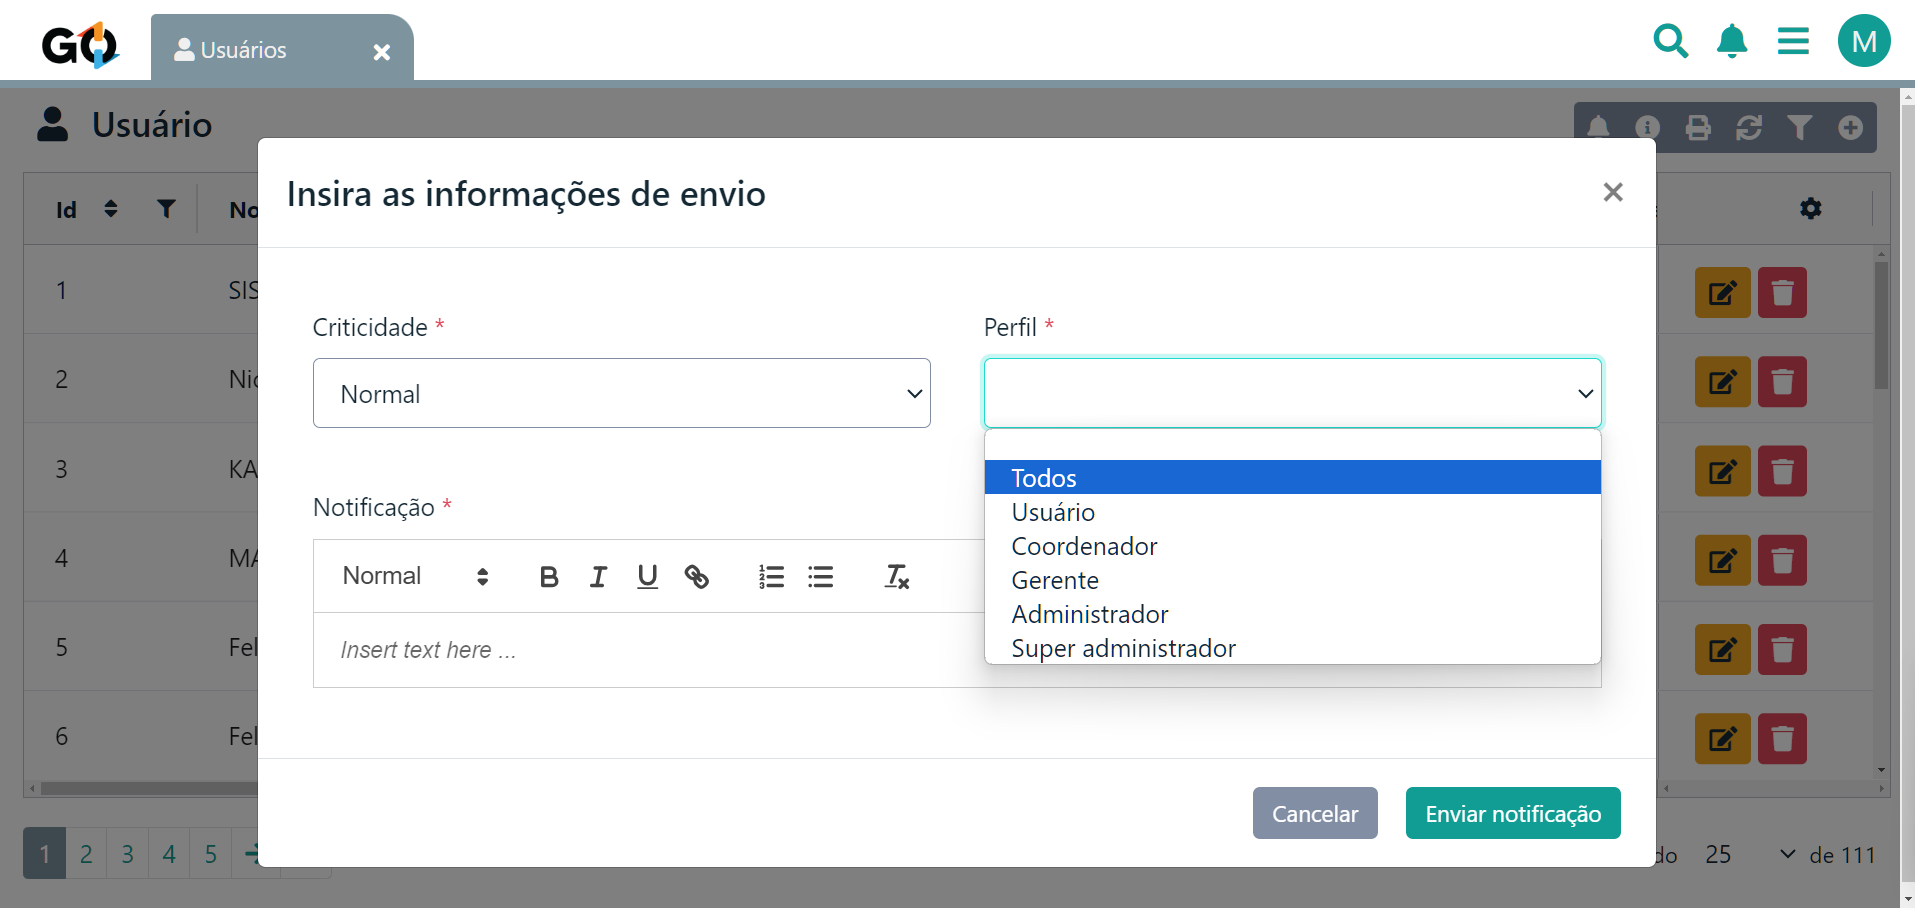 GO
Usuários
M
Usuário
Insira as informações de envio
Id
No
1
SIS
2
Nic
3
KA
4
MA
5
Fel
6
Fel
Criticidade *
Perfil *
Normal
Todos
Usuário
Coordenador
Gerente
Administrador
Super administrador
Notificação *
Normal
Insert text here ...
Cancelar
Enviar notificação
1 2 3 4 5
do 25 de 111